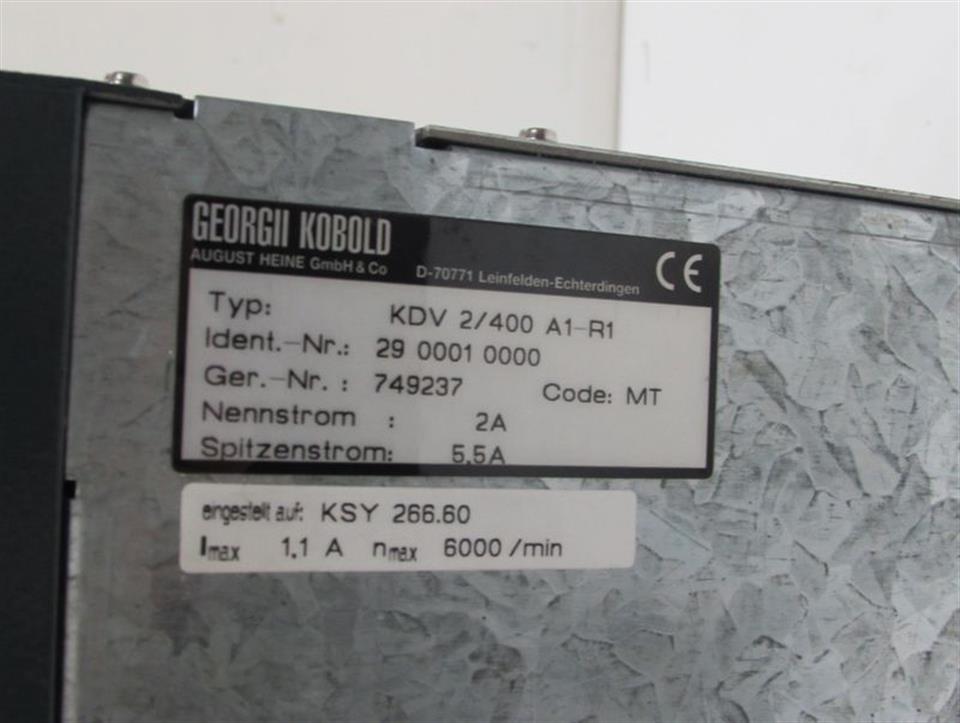 GEORGII KOBOLD
AUGUST HEINE GmbH & Co D-70771 Leinfelden-Echterdingen
CE
Typ: KDV 2/400 A1-R1
Ident.-Nr.: 29 0001 0000
Ger.-Nr. : 749237 Code: MT
Nennstrom : 2A
Spitzenstrom: 5,5A
eingestellt auf: KSY 266.60
Imax 1.1 A nmax 6000 /min